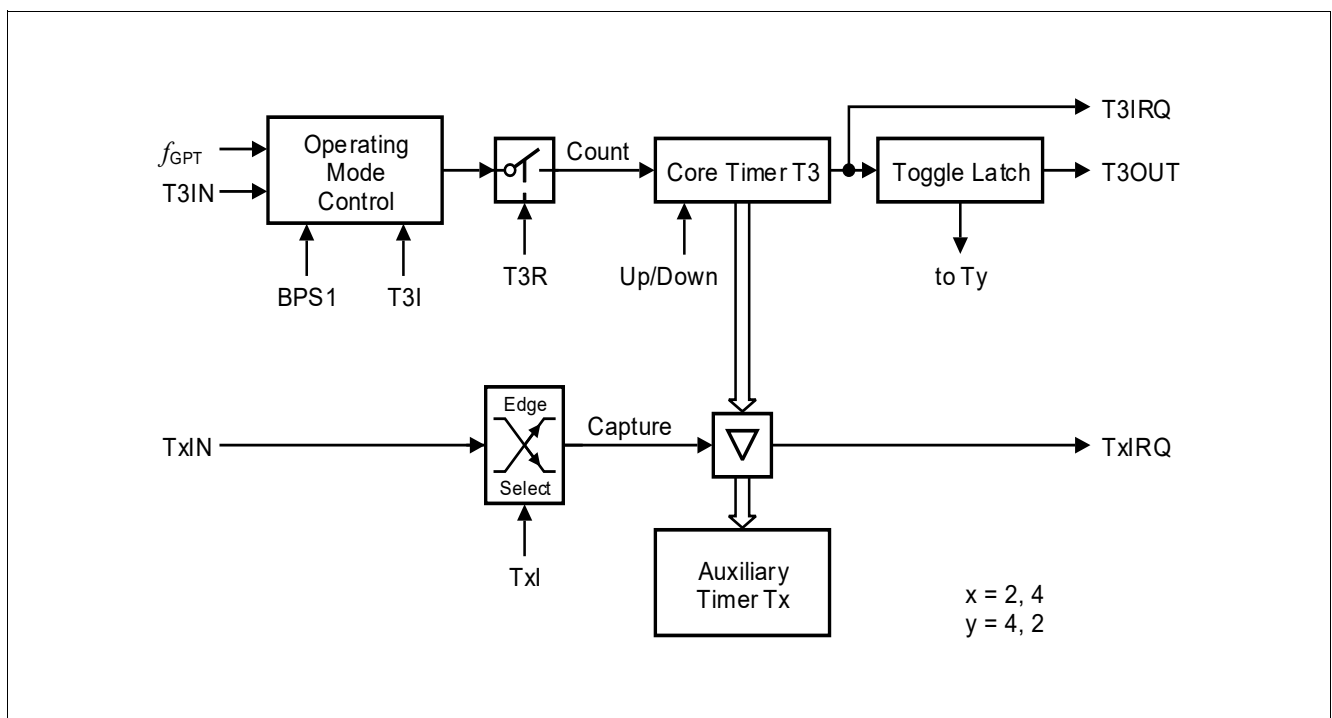 T3IRQ
Operating
Mode
Control
fGPT
T3IN
Count
Core Timer T3
Toggle Latch
T3OUT
BPS1
T3I
T3R
Up/Down
to Ty
TxIN
Edge
Select
Capture
TxIRQ
TxI
Auxiliary
Timer Tx
x = 2, 4
y = 4, 2